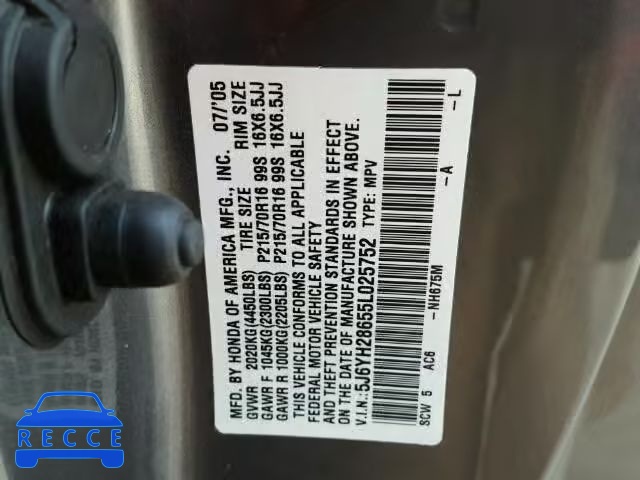 MFD. BY HONDA OF AMERICA MFG., INC. 07/'05
TIRE SIZE RIM SIZE
GVWR 2020KG(4450LBS)
GAWR F 1045KG(2300LBS) P215/70R16 99S 16X6.5JJ
GAWR R 1000KG(2205LBS) P215/70R16 99S 16X6.5JJ
THIS VEHICLE CONFORMS TO ALL APPLICABLE
FEDERAL MOTOR VEHICLE SAFETY
AND THEFT PREVENTION STANDARDS IN EFFECT
ON THE DATE OF MANUFACTURE SHOWN ABOVE.
V.I.N.:5J6YH28655L025752 TYPE: MPV
SCW 5 AC6 -NH675M -A -L
RECCE